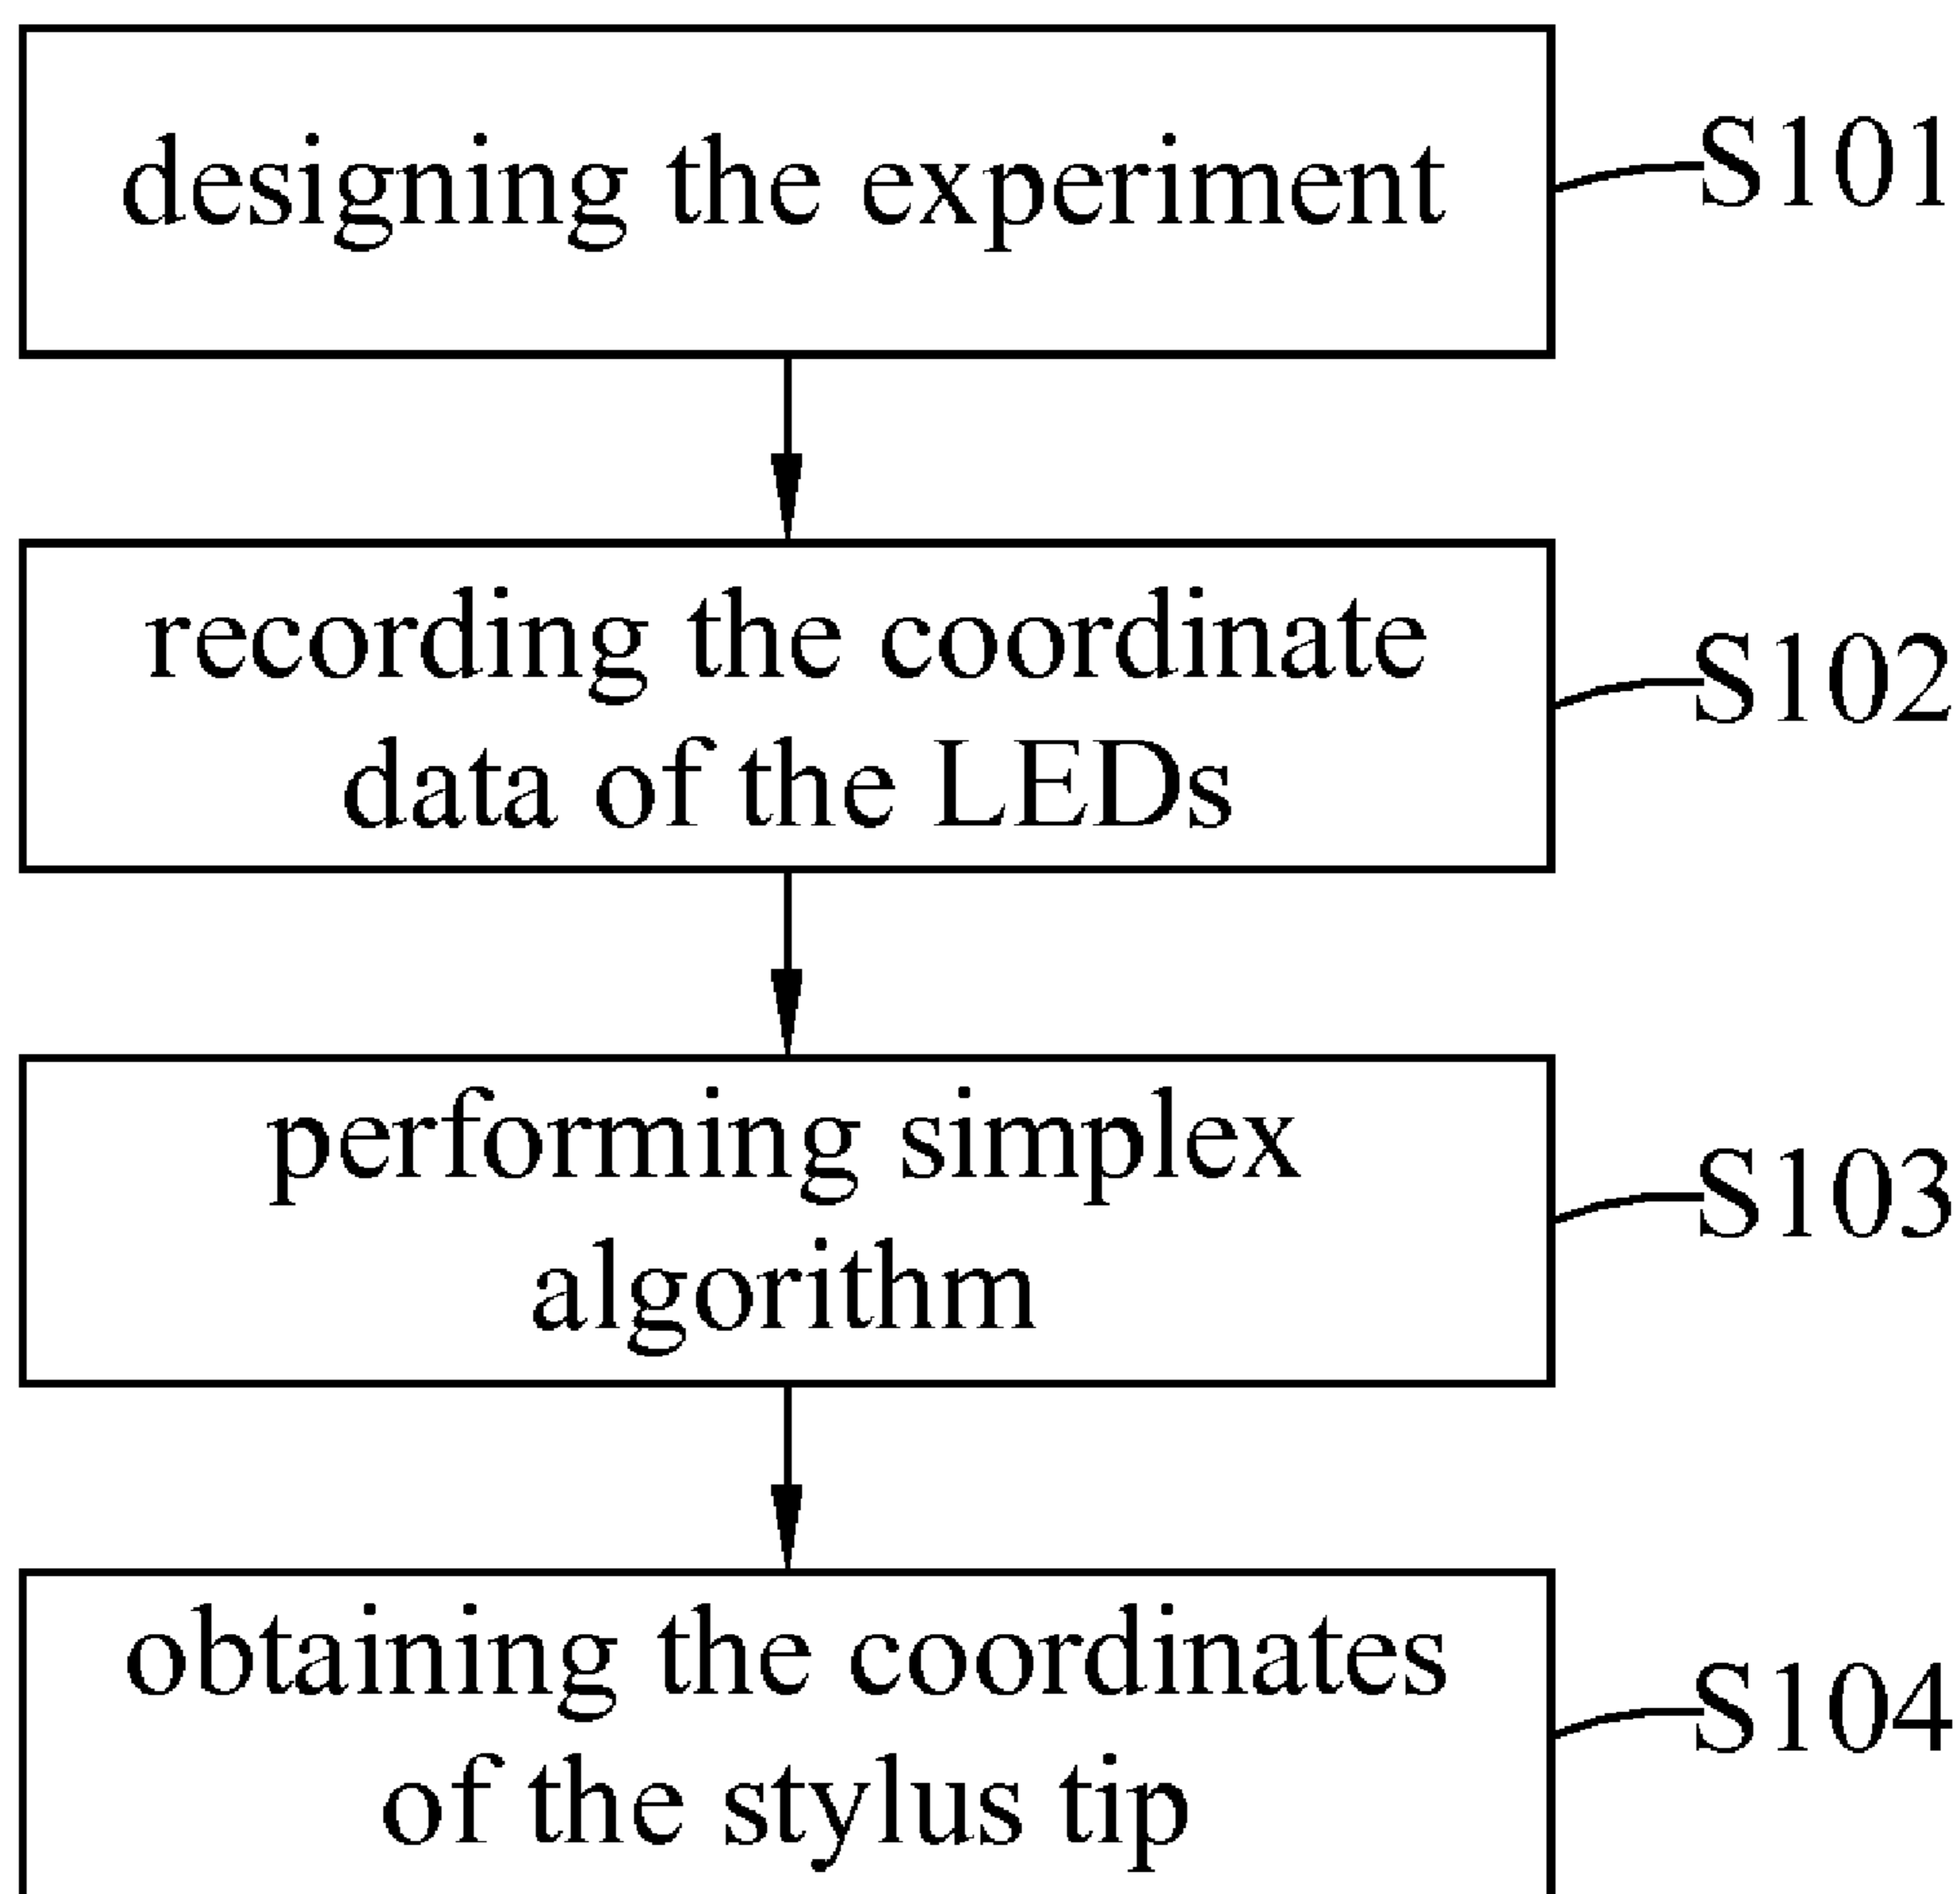 designing the experiment
S101
recording the coordinate
data of the LEDs
S102
performing simplex
algorithm
S103
obtaining the coordinates
of the stylus tip
S104